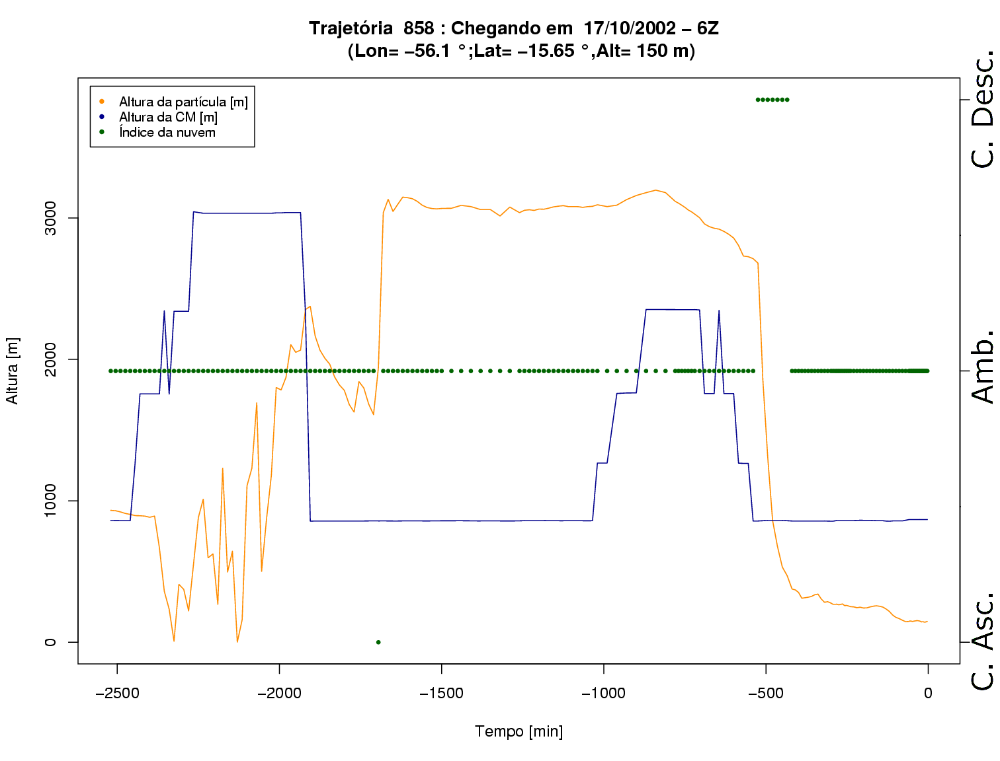 Trajetória  858 : Chegando em  17/10/2002 − 6Z
(Lon= −56.1 °;Lat= −15.65 °,Alt= 150 m)
Altura da partícula [m]
Altura da CM [m]
Índice da nuvem
Altura [m]
3000
2000
1000
0
C. Desc.
Amb.
C. Asc.
−2500 −2000 −1500 −1000 −500 0
Tempo [min]